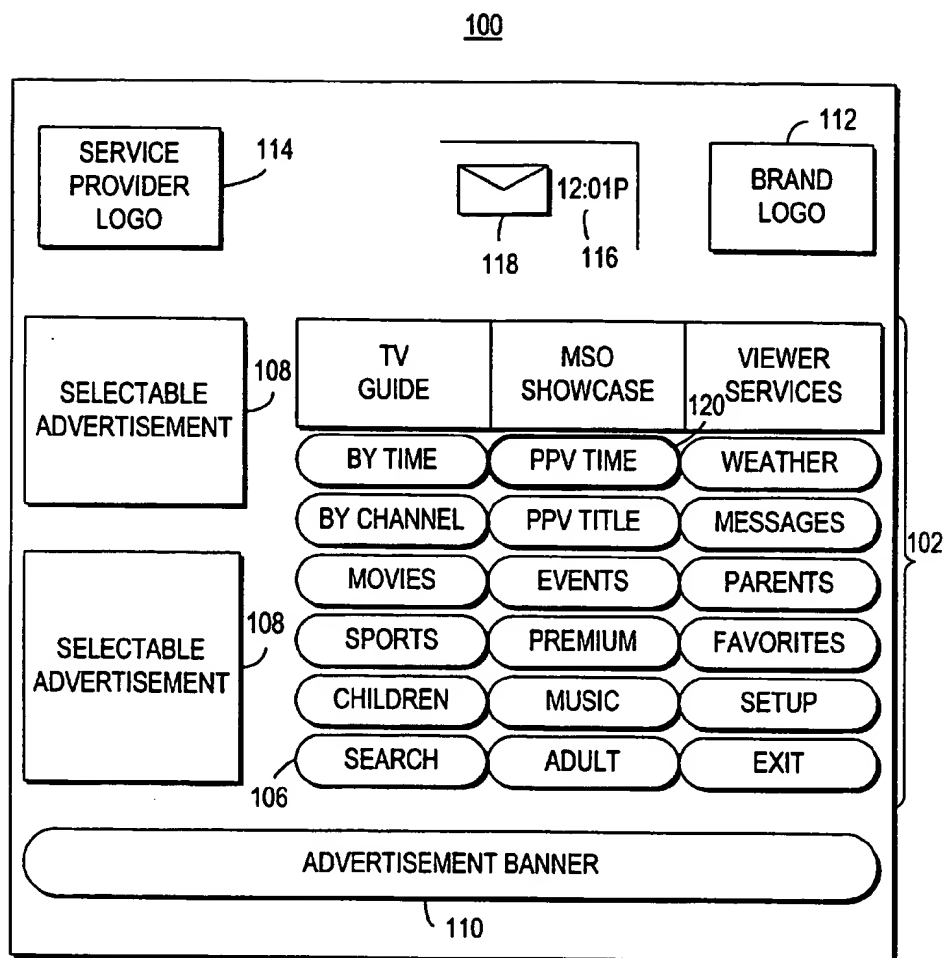 100
SERVICE
PROVIDER
LOGO
114
118
12:01P
116
112
BRAND
LOGO
SELECTABLE
ADVERTISEMENT
108
SELECTABLE
ADVERTISEMENT
108
TV
GUIDE
MSO
SHOWCASE
VIEWER
SERVICES
120
BY TIME
PPV TIME
WEATHER
BY CHANNEL
PPV TITLE
MESSAGES
MOVIES
EVENTS
PARENTS
SPORTS
PREMIUM
FAVORITES
CHILDREN
MUSIC
SETUP
SEARCH
ADULT
EXIT
106
102
ADVERTISEMENT BANNER
110